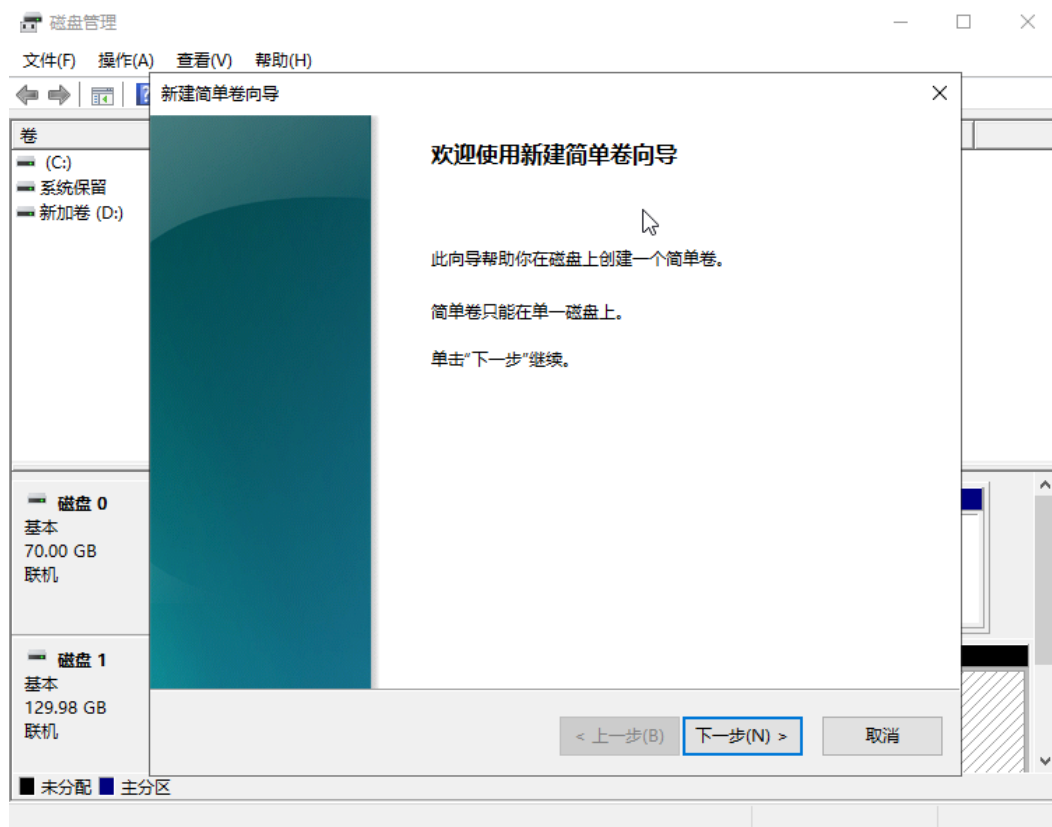 磁盘管理
文件(F) 操作(A) 查看(V) 帮助(H)
新建简单卷向导
卷
(C:)
系统保留
新加卷 (D:)
欢迎使用新建简单卷向导
此向导帮助你在磁盘上创建一个简单卷。
简单卷只能在单一磁盘上。
单击"下一步"继续。
磁盘 0
基本
70.00 GB
联机
磁盘 1
基本
129.98 GB
联机
< 上一步(B) 下一步(N) > 取消
未分配 主分区